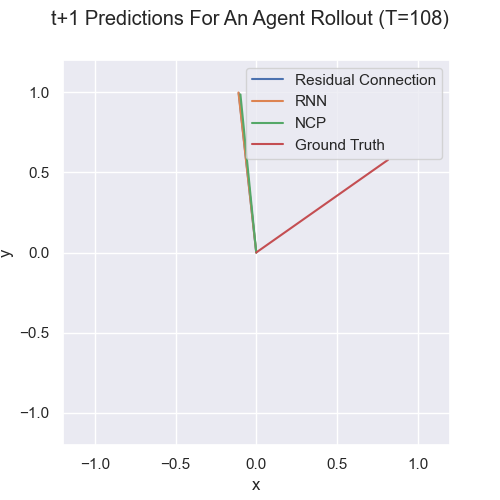 t+1 Predictions For An Agent Rollout (T=108)
Residual Connection
RNN
NCP
Ground Truth
1.0
0.5
0.0
−0.5
−1.0
y
−1.0 −0.5 0.0 0.5 1.0
x